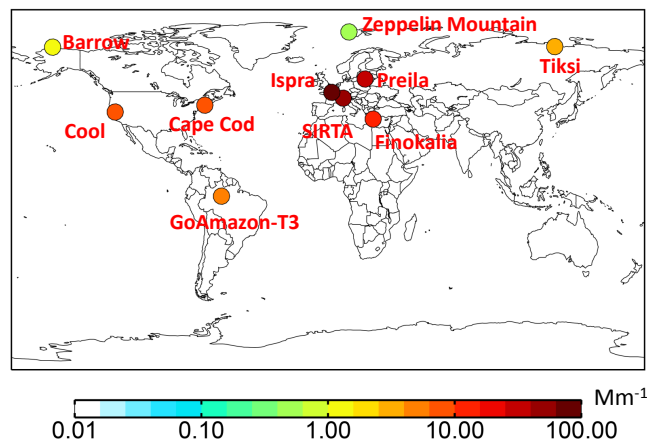 Zeppelin Mountain
Barrow
Tiksi
Ispra
Preila
Cool
Cape Cod
SIRTA
Finokalia
GoAmazon-T3
Mm-1
0.01 0.10 1.00 10.00 100.00